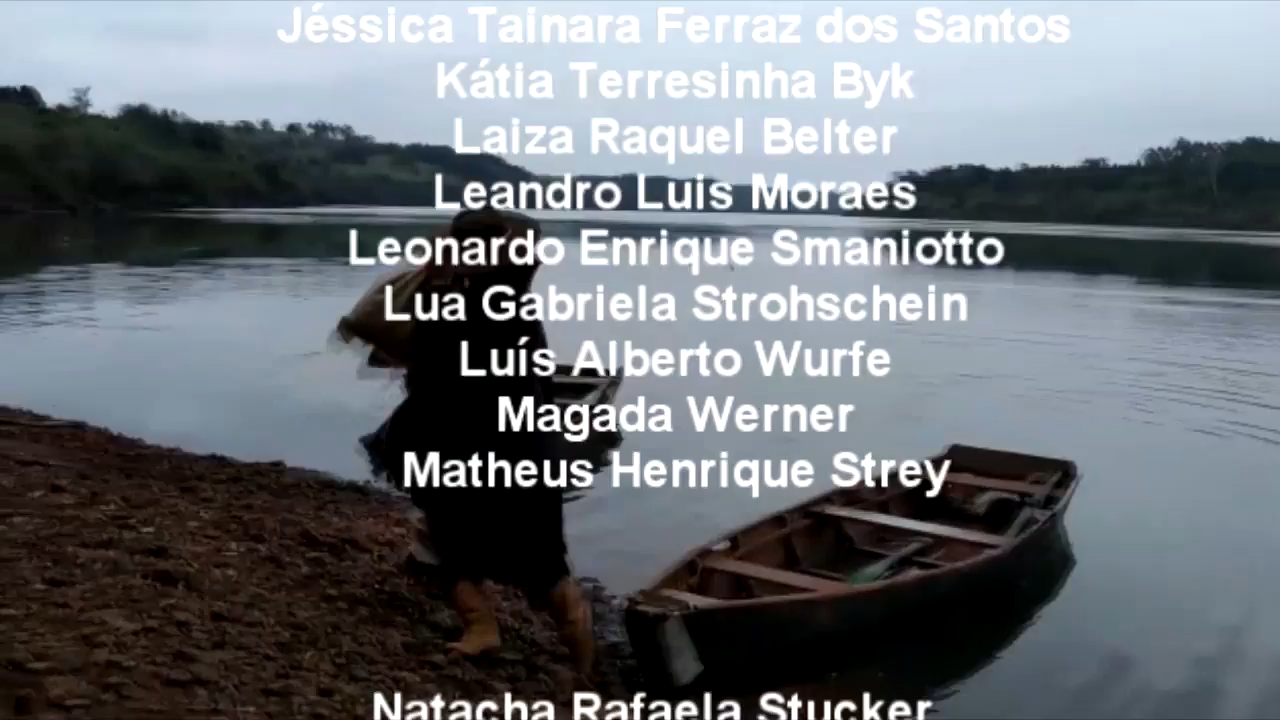 Jéssica Tainara Ferraz dos Santos
Kátia Terresinha Byk
Laiza Raquel Belter
Leandro Luis Moraes
Leonardo Enrique Smaniotto
Lua Gabriela Strohschein
Luís Alberto Wurfe
Magada Werner
Matheus Henrique Strey
Natacha Rafaela Stucker